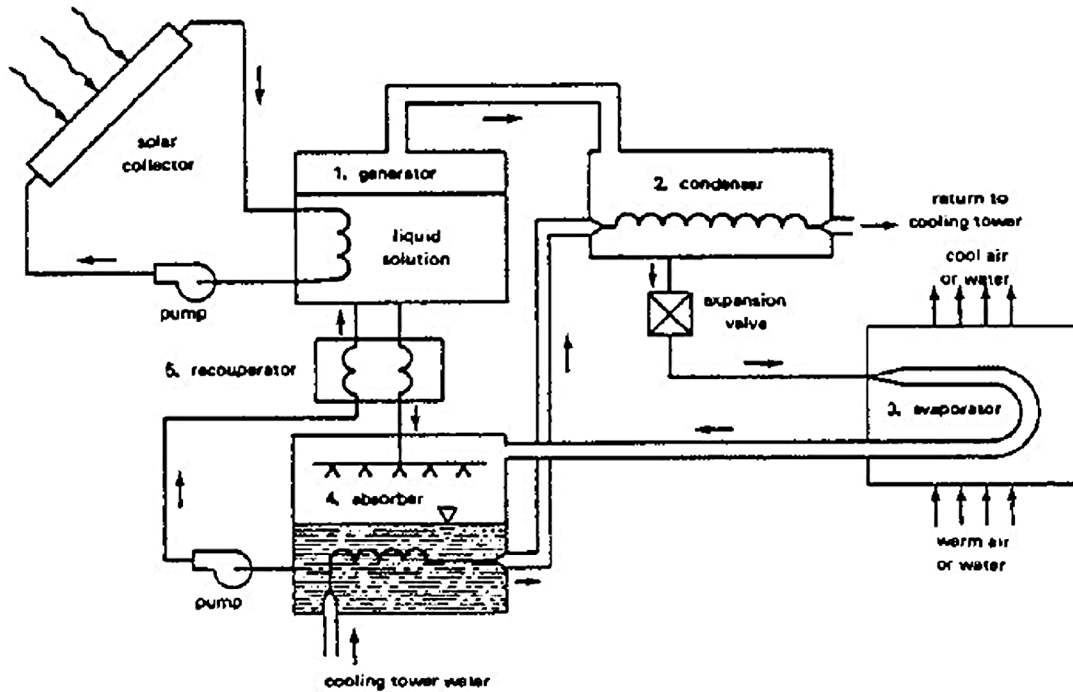 solar
collector
1. generator
liquid
solution
pump
2. condenser
return to
cooling tower
cool air
or water
expansion
valve
5. recouperator
3. evaporator
4. absorber
warm air
or water
pump
cooling tower water